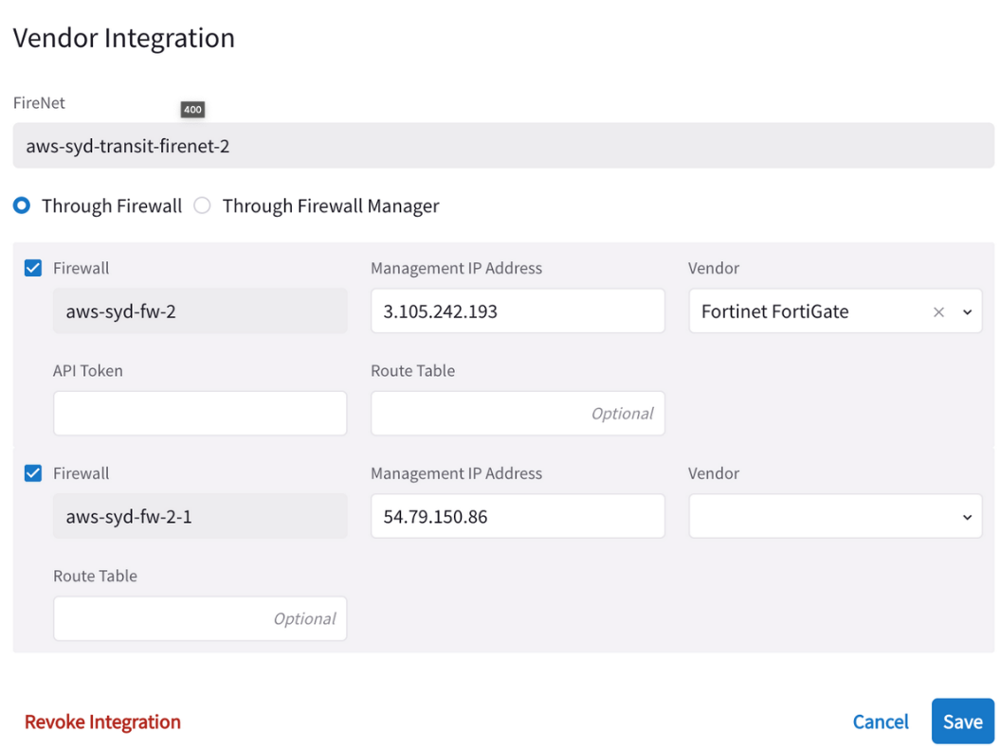 Vendor Integration
FireNet
400
aws-syd-transit-firenet-2
Through Firewall Through Firewall Manager
Firewall Management IP Address Vendor
aws-syd-fw-2 3.105.242.193 Fortinet FortiGate
API Token Route Table
Optional
Firewall Management IP Address Vendor
aws-syd-fw-2-1 54.79.150.86
Route Table
Optional
Revoke Integration Cancel Save